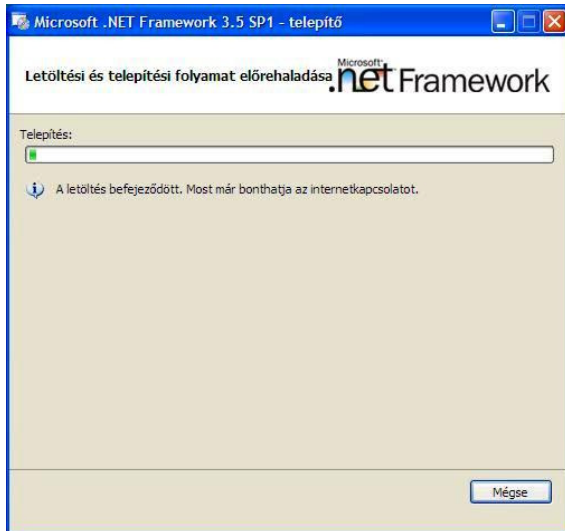 Microsoft .NET Framework 3.5 SP1 - telepítő
Letöltési és telepítési folyamat előrehaladása
Microsoft
.net Framework
Telepítés:
A letöltés befejeződött. Most már bonthatja az internetkapcsolatot.
Mégse